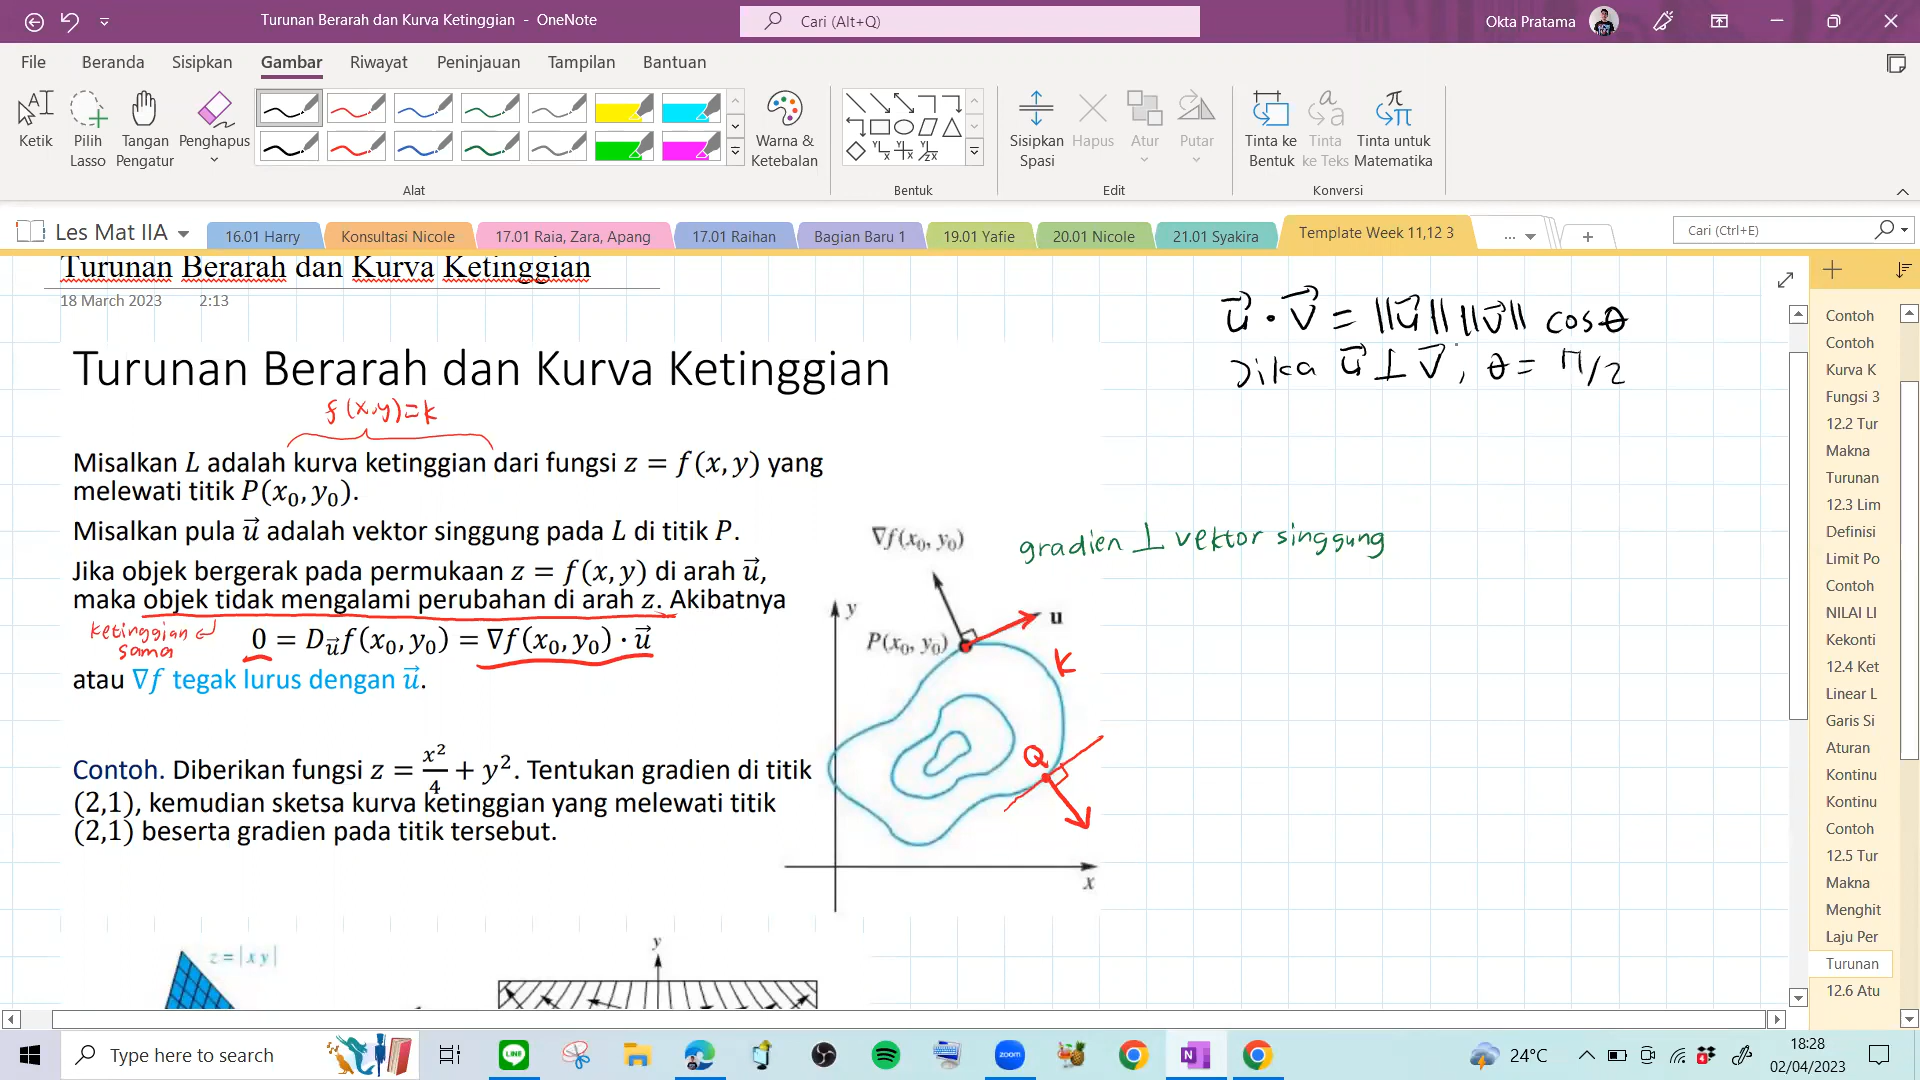 Turunan Berarah dan Kurva Ketinggian - OneNote
Cari (Alt+Q)
Okta Pratama
File Beranda Sisipkan Gambar Riwayat Peninjauan Tampilan Bantuan
Ketik
Pilih Lasso
Tangan Pengatur
Penghapus
Warna & Ketebalan
Sisipkan Spasi
Hapus
Atur
Putar
Tinta ke Bentuk
Tinta ke Teks
Tinta untuk Matematika
Alat
Bentuk
Edit
Konversi
Les Mat IIA
16.01 Harry
Konsultasi Nicole
17.01 Raia, Zara, Apang
17.01 Raihan
Bagian Baru 1
19.01 Yafie
20.01 Nicole
21.01 Syakira
Template Week 11,12 3
...
Cari (Ctrl+E)
Turunan Berarah dan Kurva Ketinggian
18 March 2023 2:13
u⃗ · v⃗ = ||u⃗|| ||v⃗|| cos θ
Jika u⃗ ⊥ v⃗, θ = π/2
Turunan Berarah dan Kurva Ketinggian
f(x,y)=k
Misalkan L adalah kurva ketinggian dari fungsi z = f(x, y) yang
melewati titik P(x₀, y₀).
Misalkan pula u⃗ adalah vektor singgung pada L di titik P.
Jika objek bergerak pada permukaan z = f(x, y) di arah u⃗,
maka objek tidak mengalami perubahan di arah z. Akibatnya
ketinggian sama
0 = D_u⃗ f(x₀, y₀) = ∇f(x₀, y₀) · u⃗
atau ∇f tegak lurus dengan u⃗.
Contoh. Diberikan fungsi z = x²/4 + y². Tentukan gradien di titik
(2,1), kemudian sketsa kurva ketinggian yang melewati titik
(2,1) beserta gradien pada titik tersebut.
∇f(x₀, y₀)
gradien ⊥ vektor singgung
y
u
P(x₀, y₀)
K
Q
x
z = |x y|
y
Contoh
Contoh
Kurva K
Fungsi 3
12.2 Tur
Makna
Turunan
12.3 Lim
Definisi
Limit Po
Contoh
NILAI LI
Kekonti
12.4 Ket
Linear L
Garis Si
Aturan
Kontinu
Kontinu
Contoh
12.5 Tur
Makna
Menghit
Laju Per
Turunan
12.6 Atu
Type here to search
LINE
zoom
24°C
18:28
02/04/2023